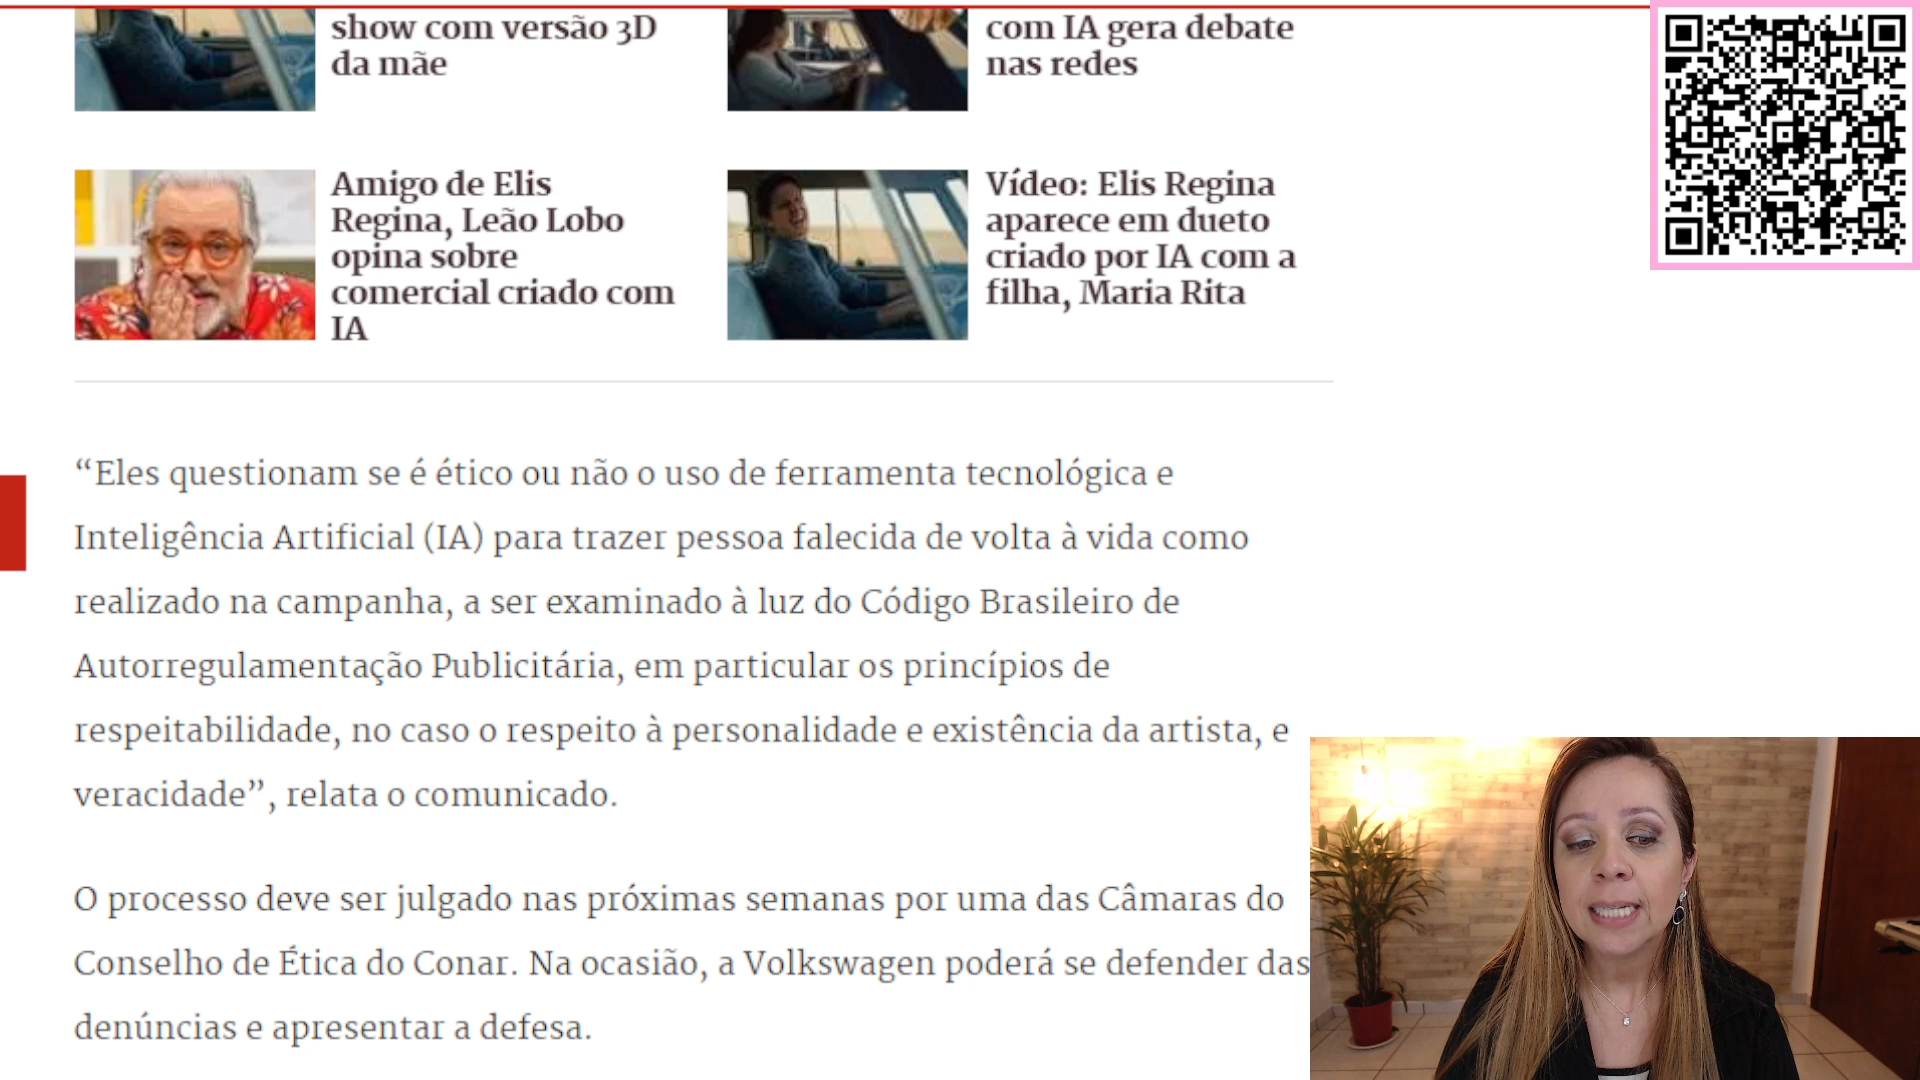 show com versão 3D
da mãe
com IA gera debate
nas redes
Amigo de Elis
Regina, Leão Lobo
opina sobre
comercial criado com
IA
Vídeo: Elis Regina
aparece em dueto
criado por IA com a
filha, Maria Rita
“Eles questionam se é ético ou não o uso de ferramenta tecnológica e
Inteligência Artificial (IA) para trazer pessoa falecida de volta à vida como
realizado na campanha, a ser examinado à luz do Código Brasileiro de
Autorregulamentação Publicitária, em particular os princípios de
respeitabilidade, no caso o respeito à personalidade e existência da artista, e
veracidade”, relata o comunicado.
O processo deve ser julgado nas próximas semanas por uma das Câmaras do
Conselho de Ética do Conar. Na ocasião, a Volkswagen poderá se defender das
denúncias e apresentar a defesa.